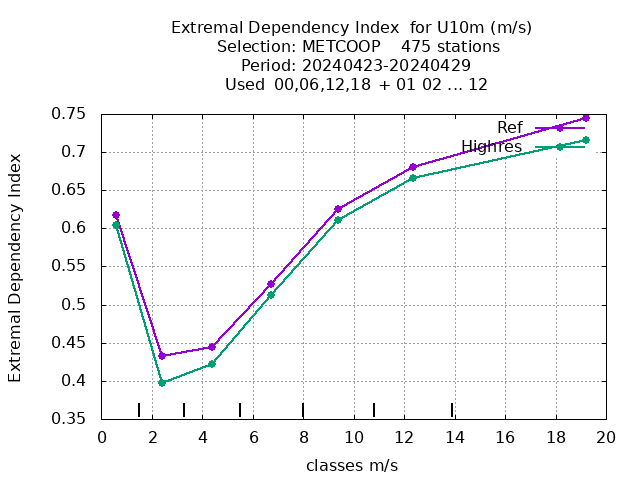 Extremal Dependency Index  for U10m (m/s)
Selection: METCOOP    475 stations
Period: 20240423-20240429
Used  00,06,12,18 + 01 02 ... 12
Extremal Dependency Index
0.75
0.7
0.65
0.6
0.55
0.5
0.45
0.4
0.35
Ref
Highres
0 2 4 6 8 10 12 14 16 18 20
classes m/s